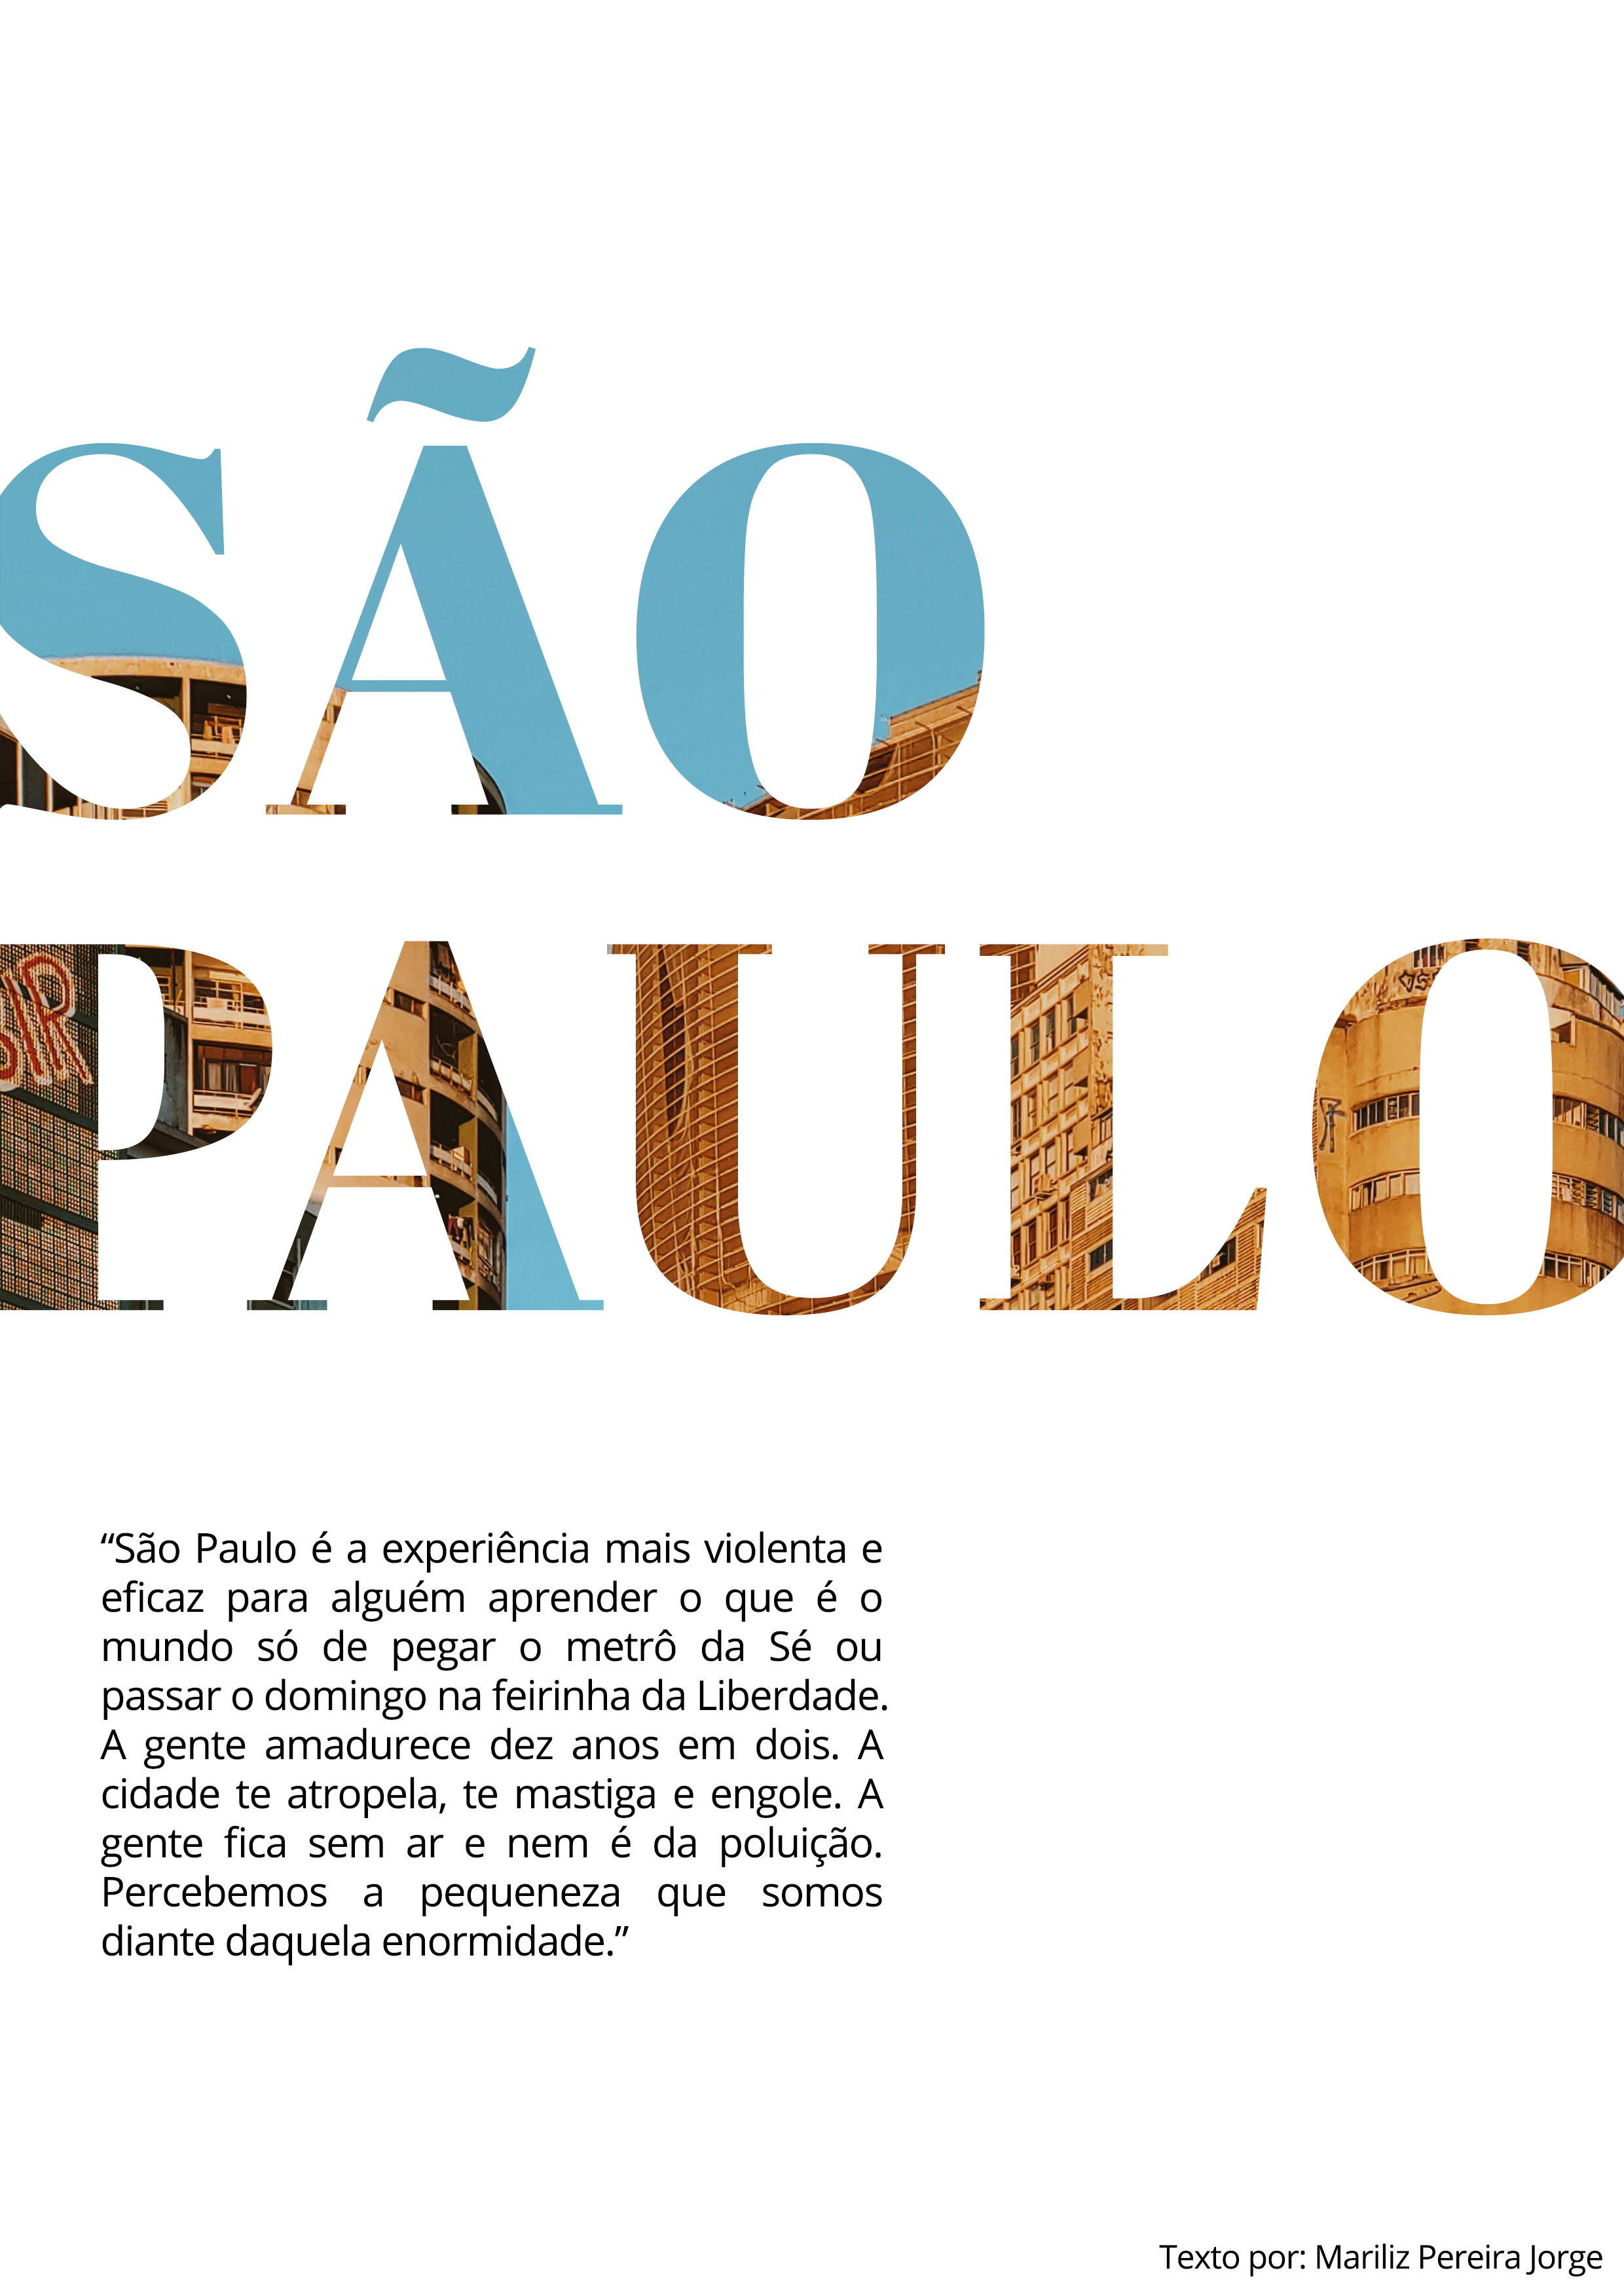 SÃO
PAULO
“São Paulo é a experiência mais violenta e
eficaz para alguém aprender o que é o
mundo só de pegar o metrô da Sé ou
passar o domingo na feirinha da Liberdade.
A gente amadurece dez anos em dois. A
cidade te atropela, te mastiga e engole. A
gente fica sem ar e nem é da poluição.
Percebemos a pequeneza que somos
diante daquela enormidade.”
Texto por: Mariliz Pereira Jorge